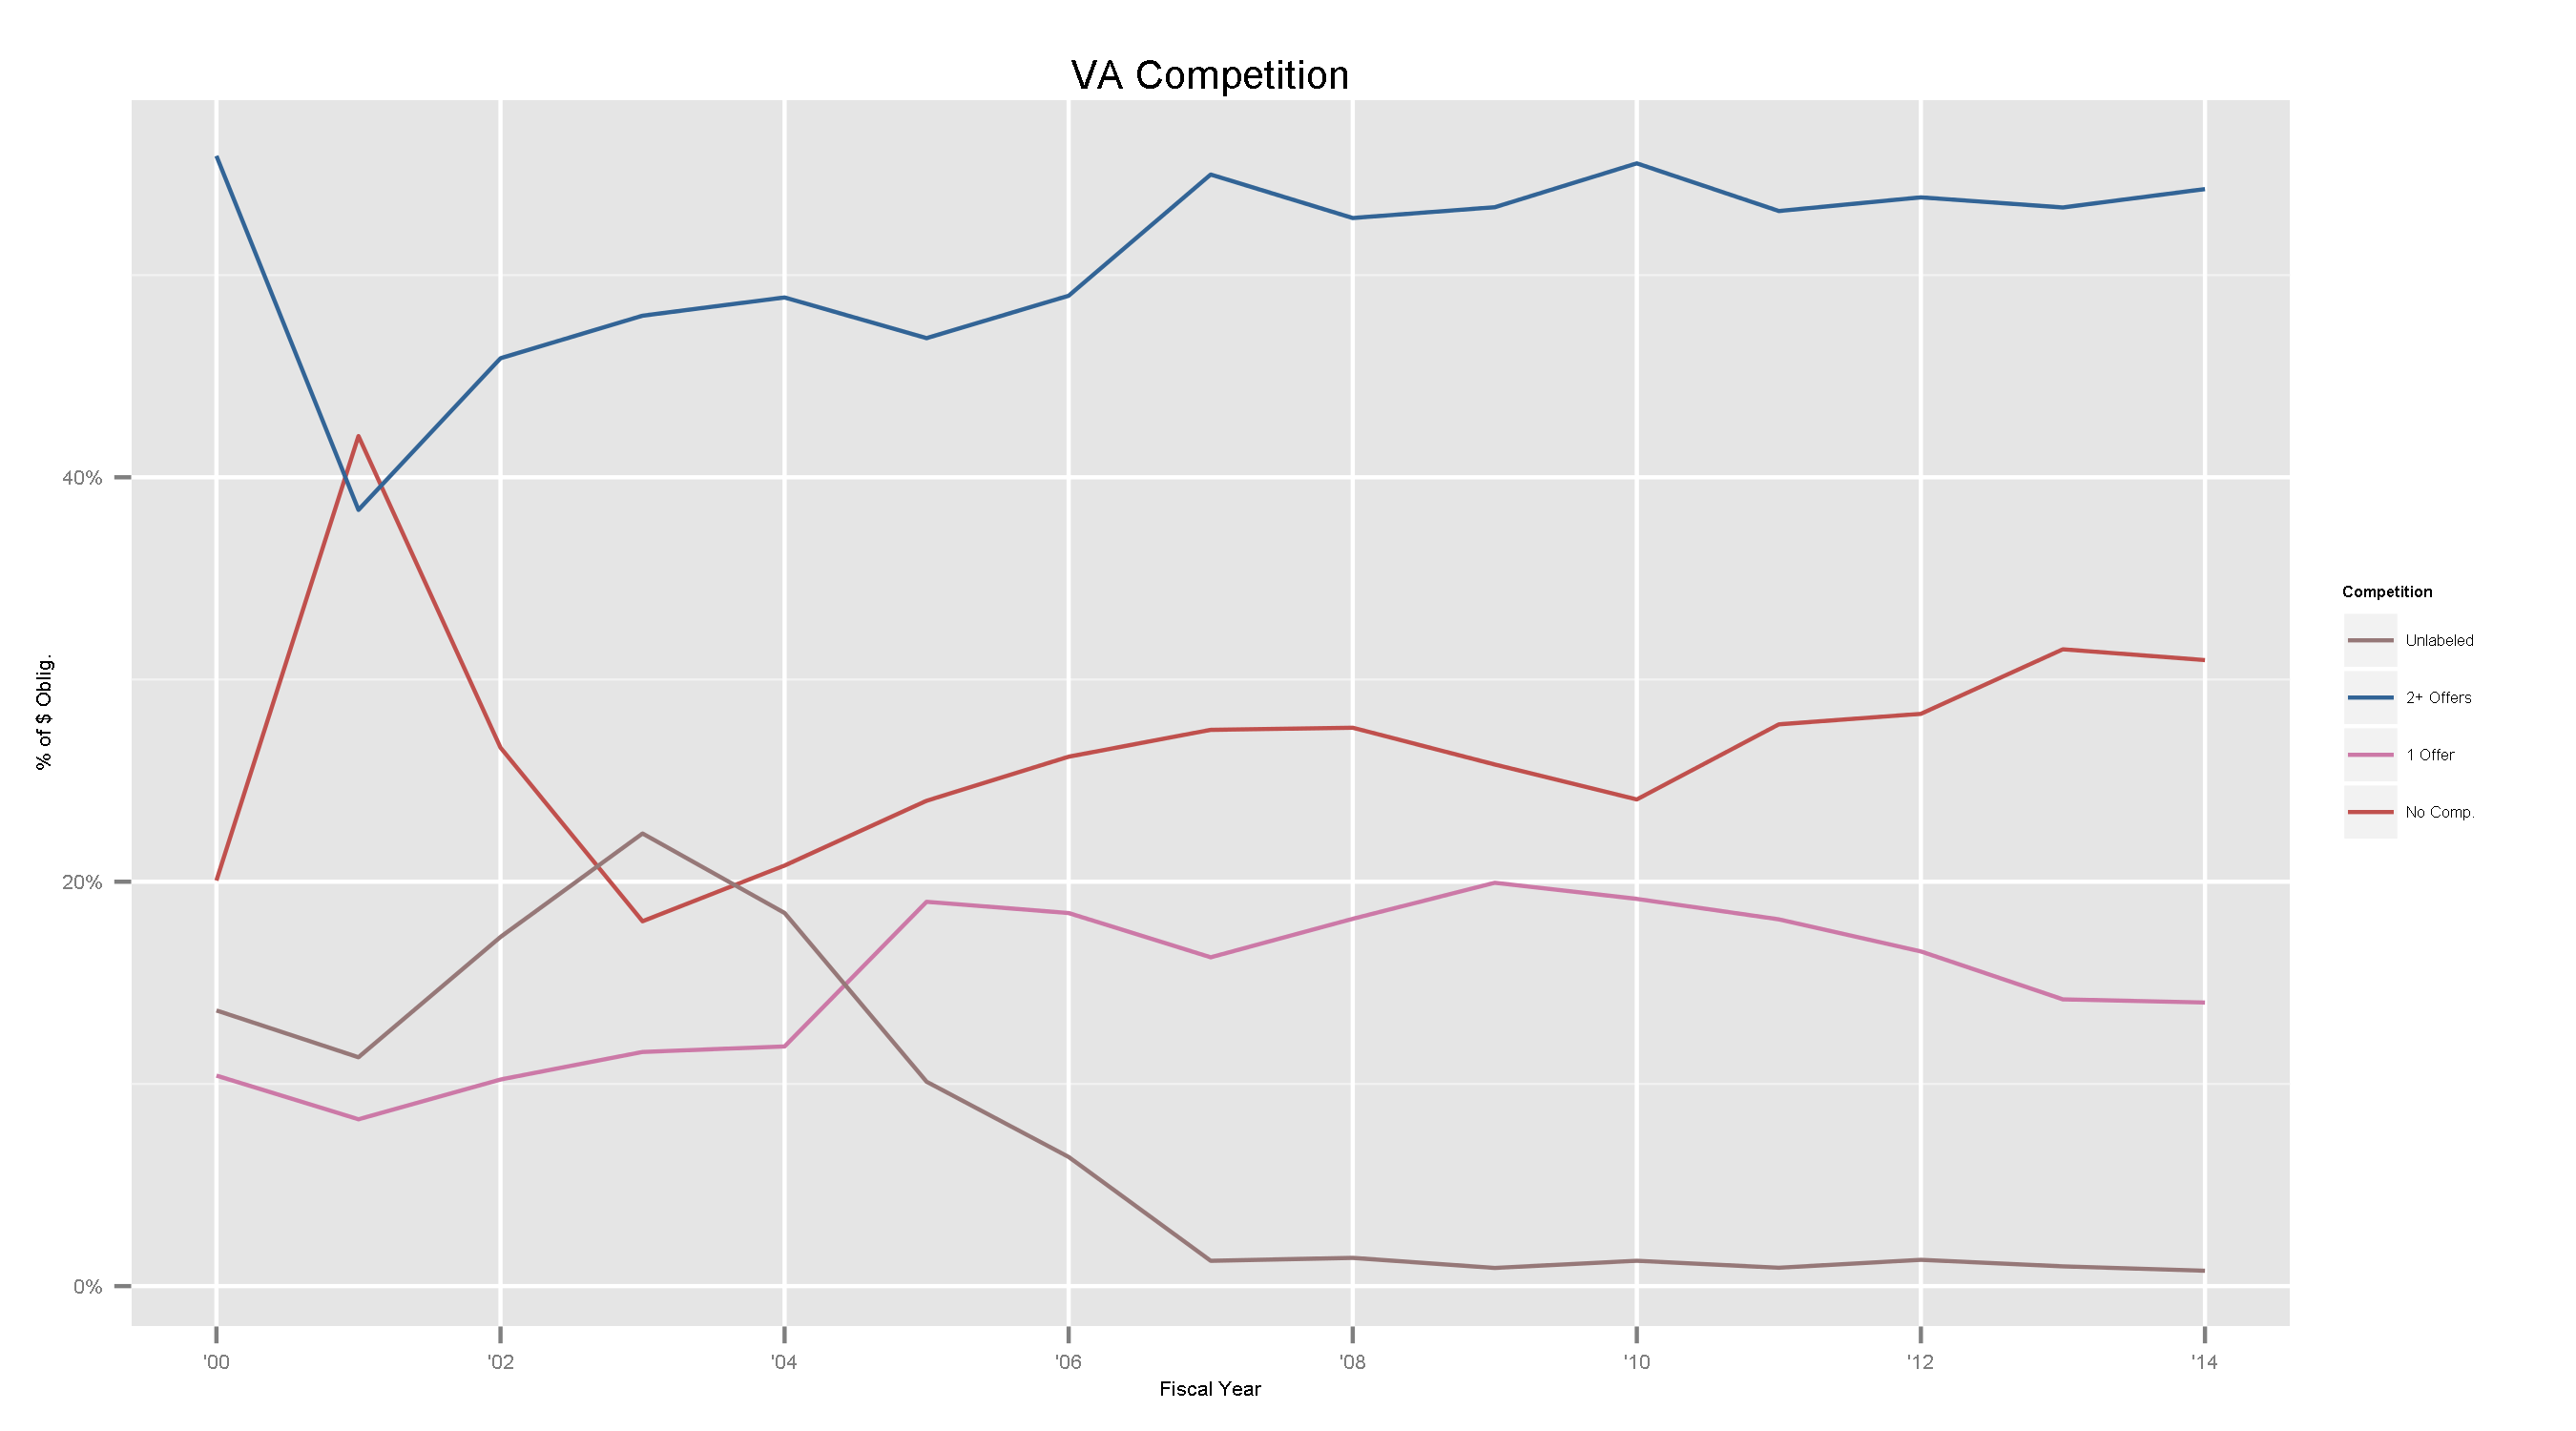 VA Competition
% of $ Oblig.
40%
20%
0%
'00 '02 '04 '06 '08 '10 '12 '14
Fiscal Year
Competition
Unlabeled
2+ Offers
1 Offer
No Comp.